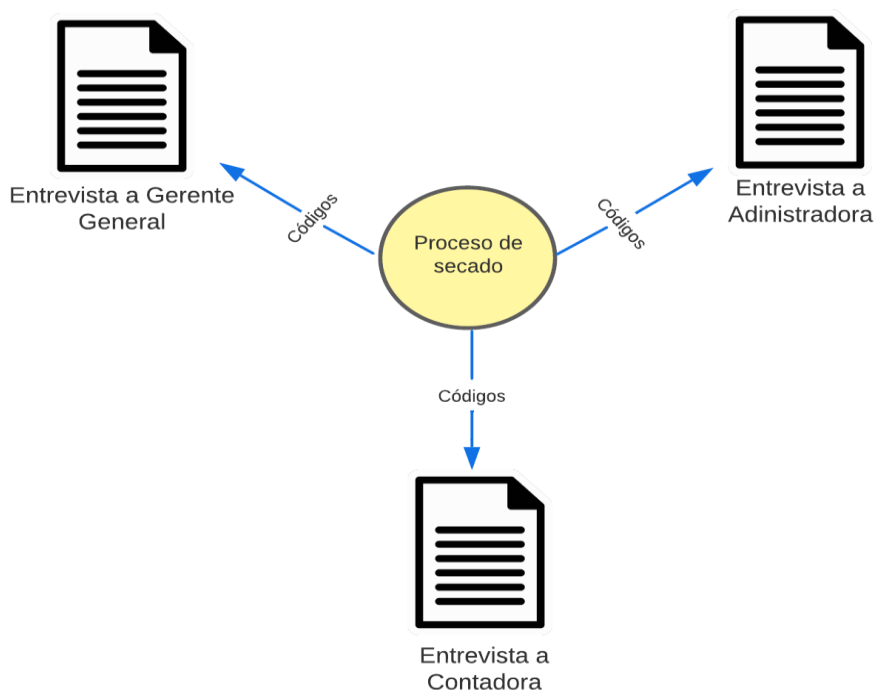 Entrevista a Gerente
General
Entrevista a
Adinistradora
Códigos
Códigos
Proceso de
secado
Códigos
Entrevista a
Contadora